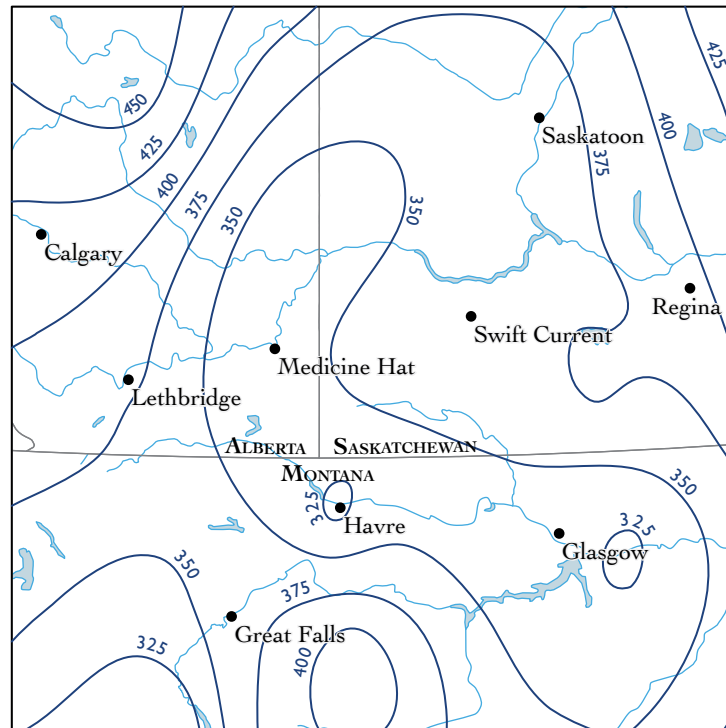 425
450
400
Saskatoon
425
375
400
375
350
350
Calgary
Regina
Swift Current
Medicine Hat
Lethbridge
ALBERTA
SASKATCHEWAN
MONTANA
350
325
Havre
325
Glasgow
350
375
Great Falls
325
400